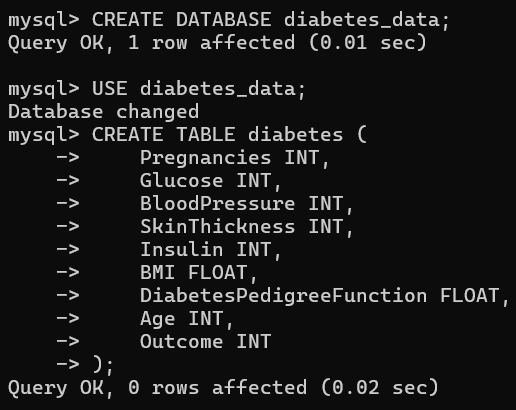 mysql> CREATE DATABASE diabetes_data;
Query OK, 1 row affected (0.01 sec)

mysql> USE diabetes_data;
Database changed
mysql> CREATE TABLE diabetes (
    ->     Pregnancies INT,
    ->     Glucose INT,
    ->     BloodPressure INT,
    ->     SkinThickness INT,
    ->     Insulin INT,
    ->     BMI FLOAT,
    ->     DiabetesPedigreeFunction FLOAT,
    ->     Age INT,
    ->     Outcome INT
    -> );
Query OK, 0 rows affected (0.02 sec)